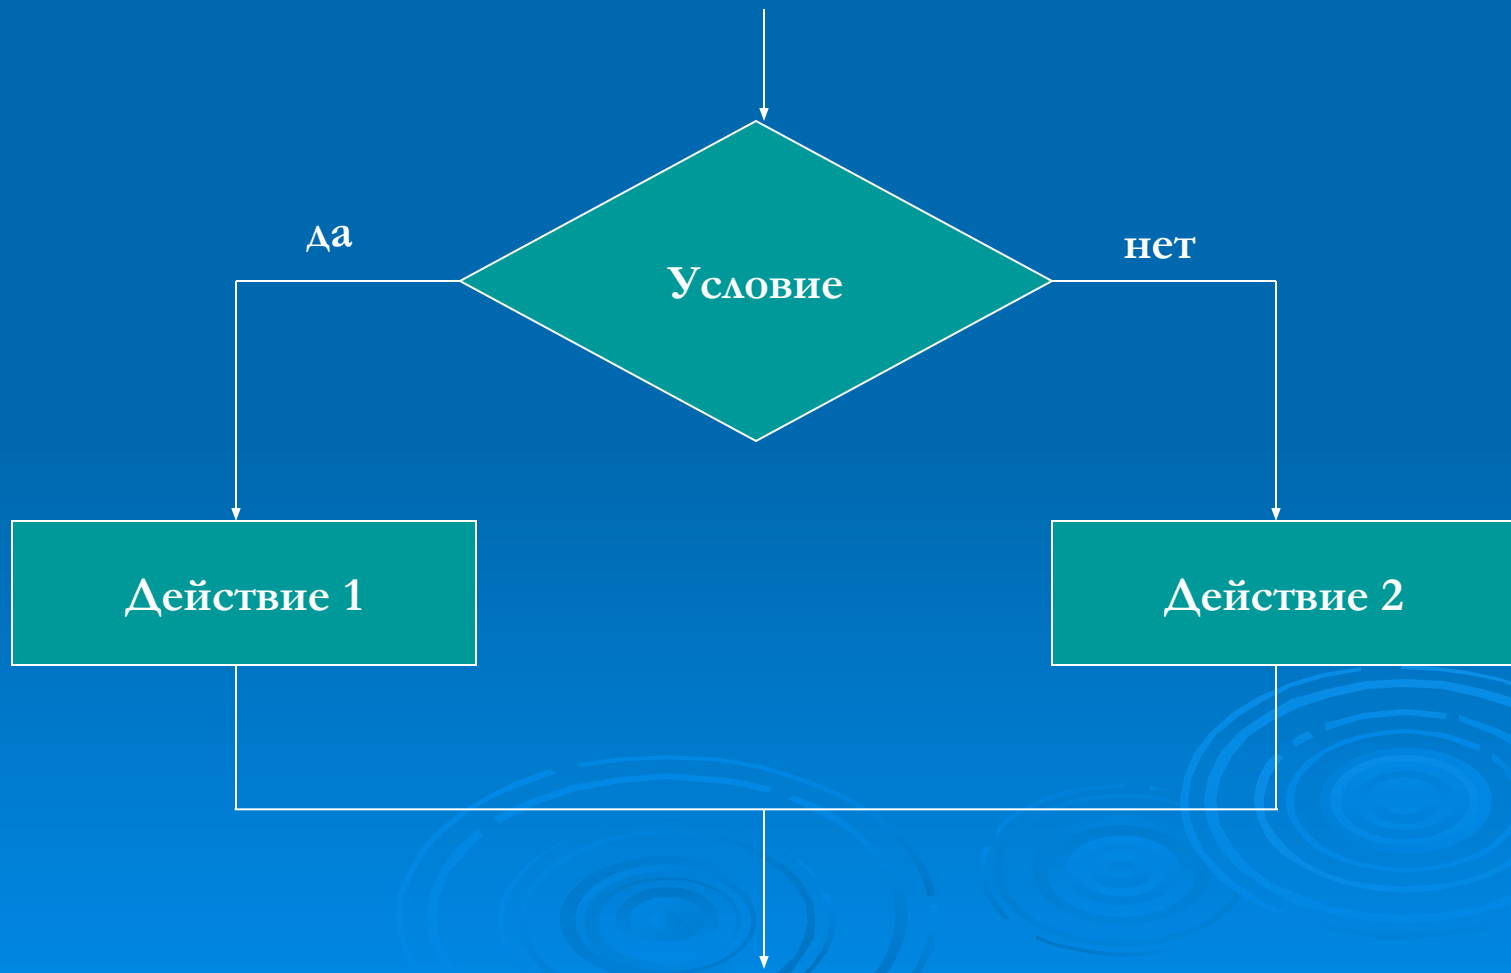 да
нет
Условие
Действие 1
Действие 2